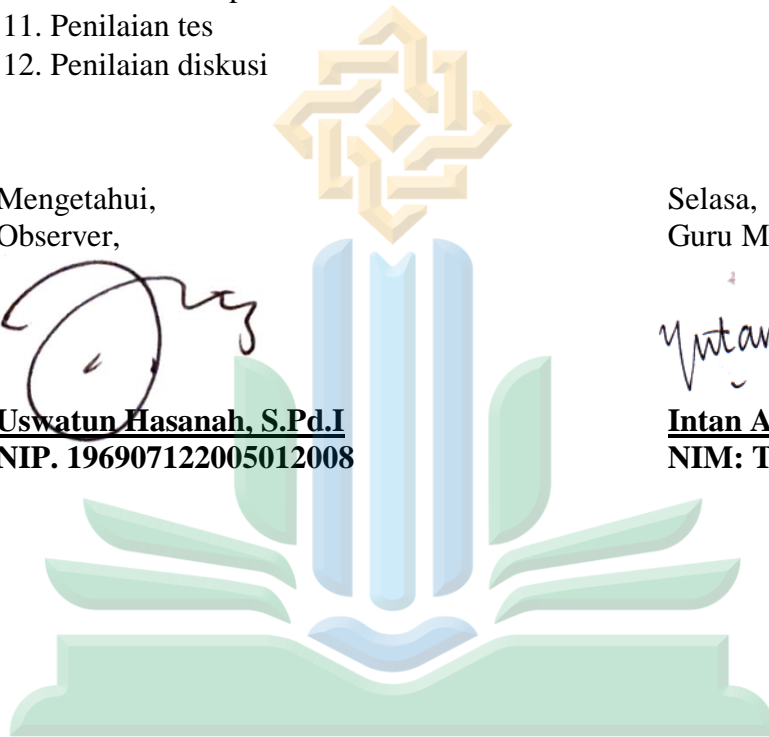 11. Penilaian tes
12. Penilaian diskusi
Mengetahui,
Selasa,
Observer,
Guru M
Uswatun Hasanah, S.Pd.I
Intan A
NIP. 196907122005012008
NIM: T